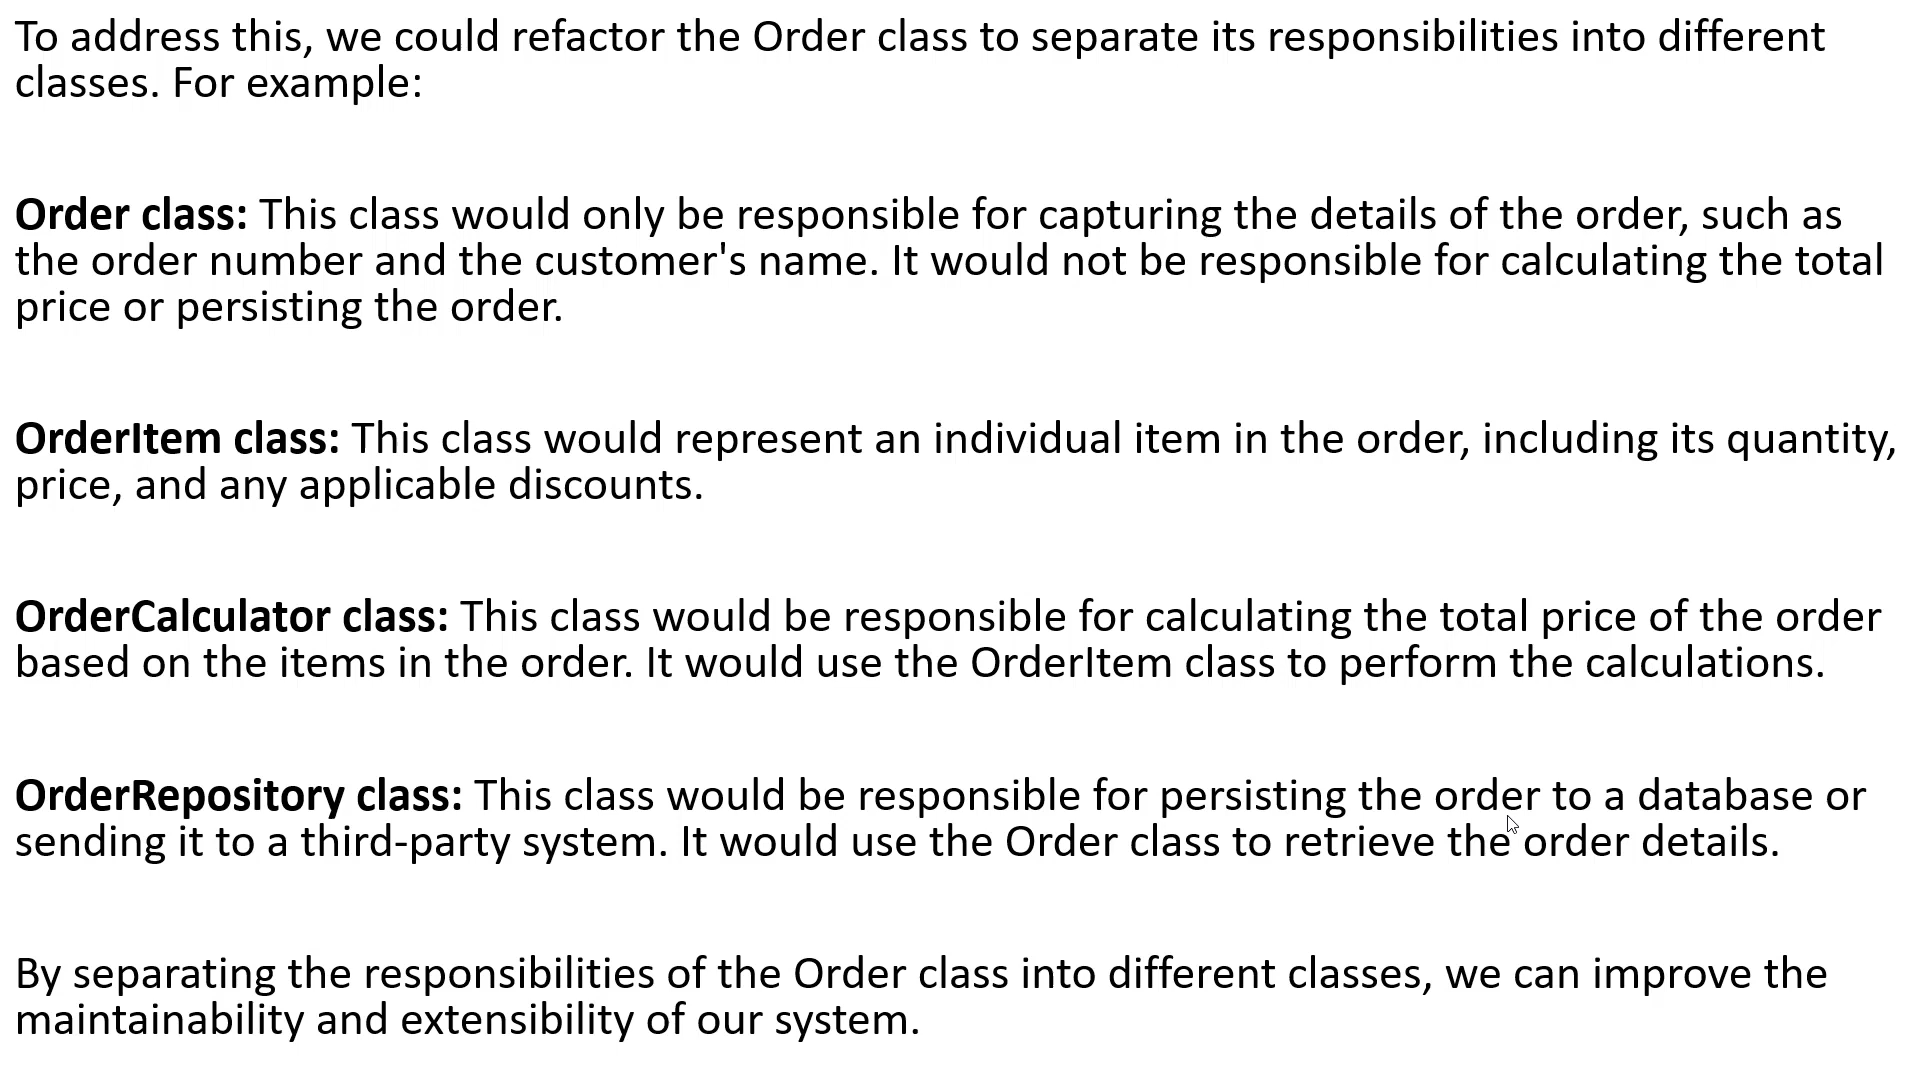 To address this, we could refactor the Order class to separate its responsibilities into different
classes. For example:
Order class: This class would only be responsible for capturing the details of the order, such as
the order number and the customer's name. It would not be responsible for calculating the total
price or persisting the order.
OrderItem class: This class would represent an individual item in the order, including its quantity,
price, and any applicable discounts.
OrderCalculator class: This class would be responsible for calculating the total price of the order
based on the items in the order. It would use the OrderItem class to perform the calculations.
OrderRepository class: This class would be responsible for persisting the order to a database or
sending it to a third-party system. It would use the Order class to retrieve the order details.
By separating the responsibilities of the Order class into different classes, we can improve the
maintainability and extensibility of our system.